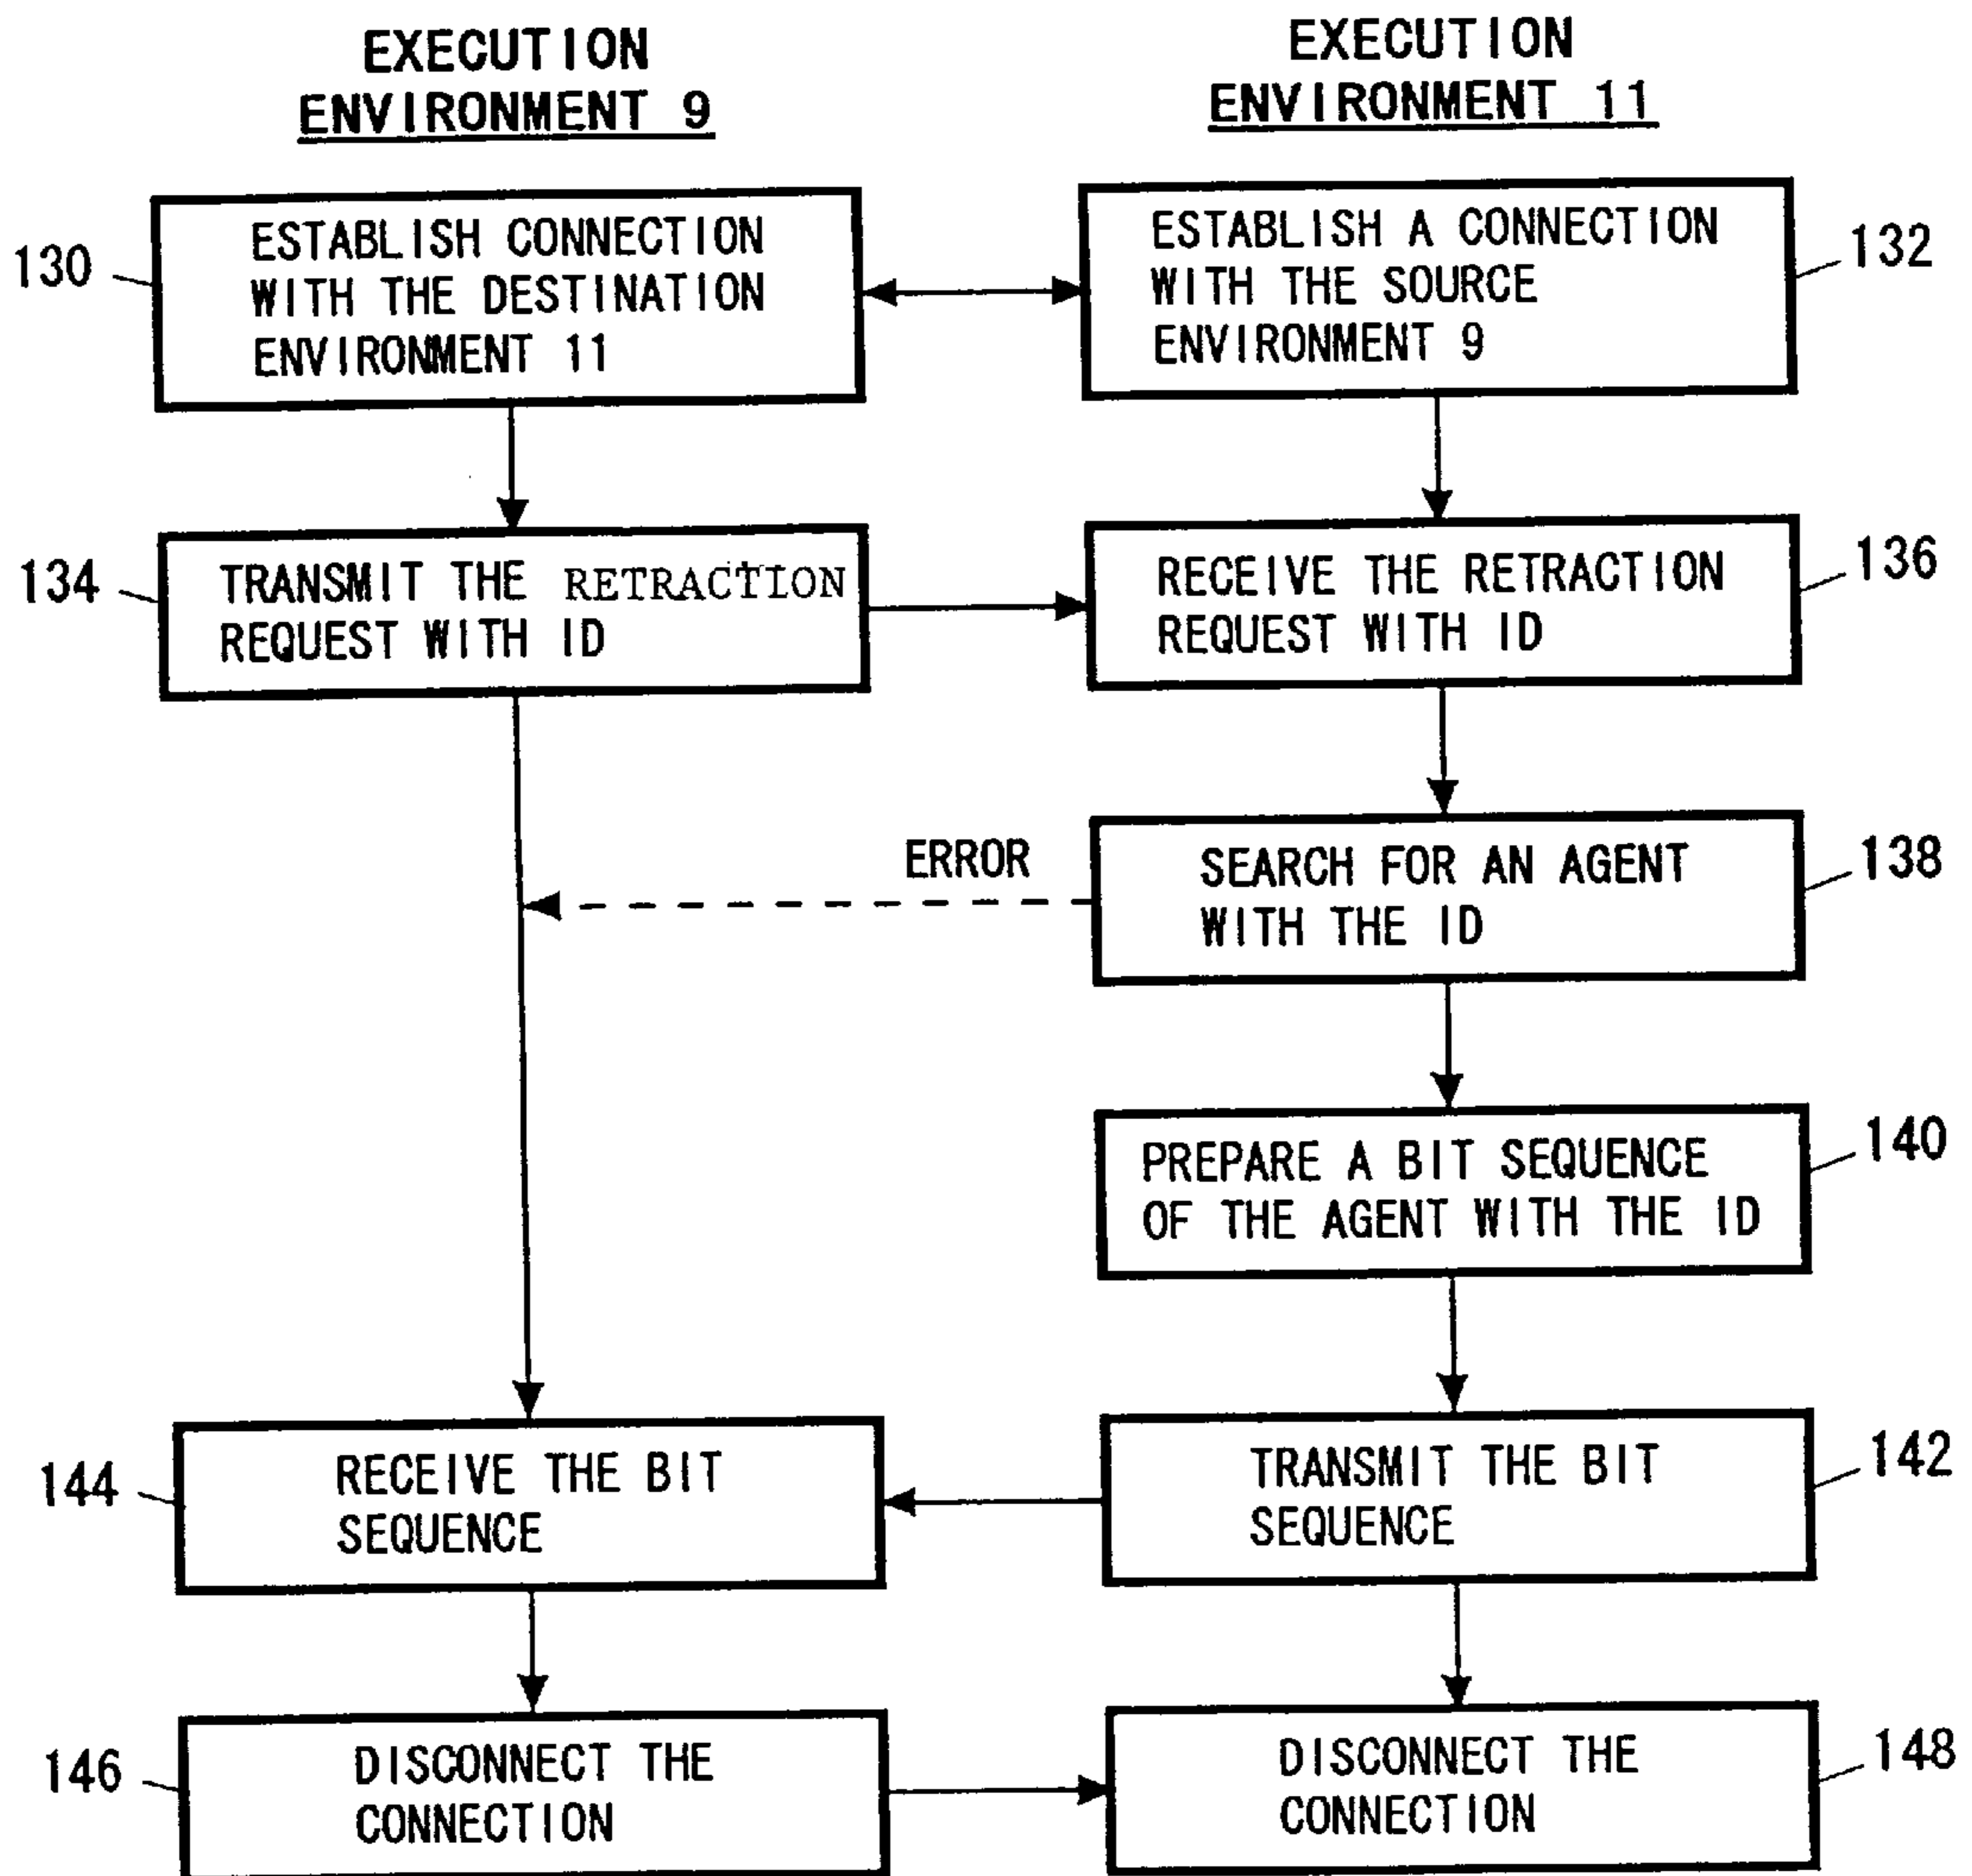 EXECUTION
ENVIRONMENT 9
EXECUTION
ENVIRONMENT 11
130
ESTABLISH CONNECTION
WITH THE DESTINATION
ENVIRONMENT 11
ESTABLISH A CONNECTION
WITH THE SOURCE
ENVIRONMENT 9
132
134
TRANSMIT THE RETRACTION
REQUEST WITH ID
RECEIVE THE RETRACTION
REQUEST WITH ID
136
ERROR
SEARCH FOR AN AGENT
WITH THE ID
138
PREPARE A BIT SEQUENCE
OF THE AGENT WITH THE ID
140
144
RECEIVE THE BIT
SEQUENCE
TRANSMIT THE BIT
SEQUENCE
142
146
DISCONNECT THE
CONNECTION
DISCONNECT THE
CONNECTION
148